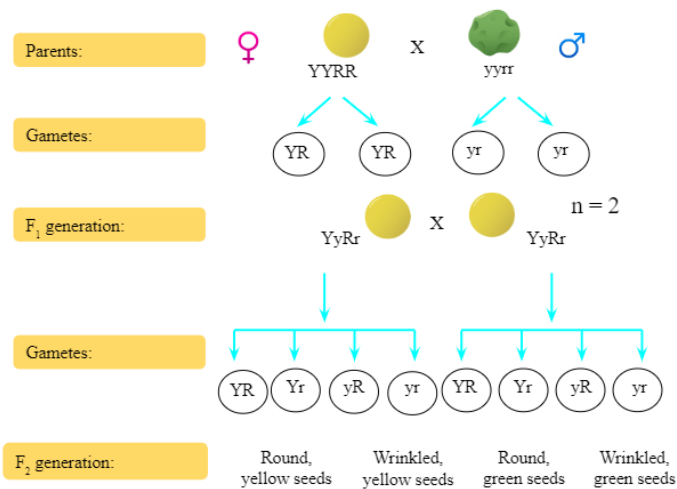 Parents:
♀
x
♂
YYRR
yyrr
Gametes:
YR
YR
yr
yr
n = 2
F1 generation:
x
YyRr
YyRr
Gametes:
YR
Yr
yR
yr
YR
Yr
yR
yr
F2 generation:
Round,
yellow seeds
Wrinkled,
yellow seeds
Round,
green seeds
Wrinkled,
green seeds